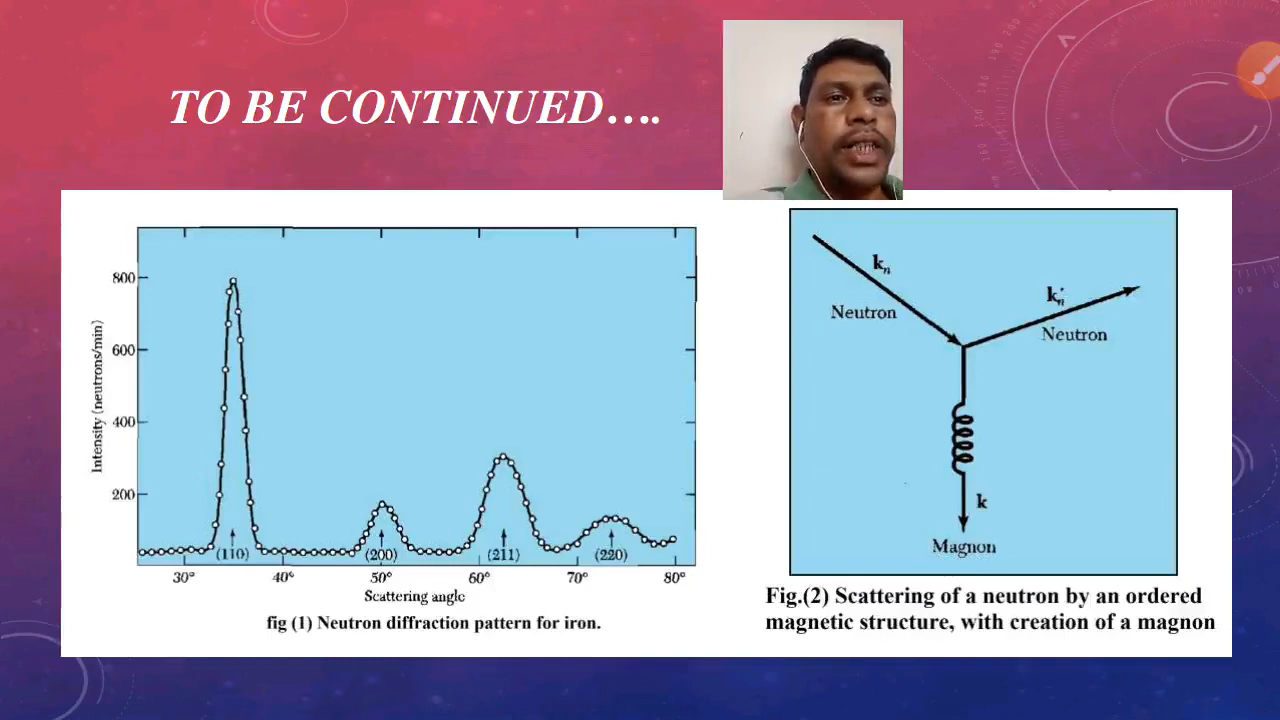 TO BE CONTINUED….
800
600
400
200
Intensity (neutrons/min)
(110)
(200)
(211)
(220)
30°
40°
50°
60°
70°
80°
Scattering angle
fig (1) Neutron diffraction pattern for iron.
kn
Neutron
kn′
Neutron
k
Magnon
Fig.(2) Scattering of a neutron by an ordered
magnetic structure, with creation of a magnon